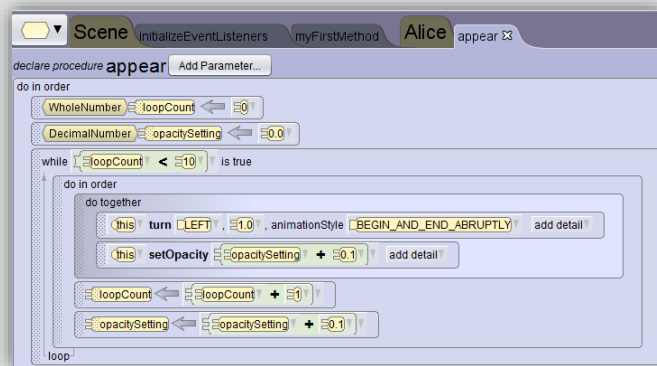 Scene initializeEventListeners myFirstMethod Alice appear
declare procedure appear Add Parameter...
do in order
WholeNumber loopCount 0
DecimalNumber opacitySetting 0.0
while loopCount < 10 is true
do in order
do together
this turn LEFT , 1.0 , animationStyle BEGIN_AND_END_ABRUPTLY add detail
this setOpacity opacitySetting + 0.1 add detail
loopCount loopCount + 1
opacitySetting opacitySetting + 0.1
loop